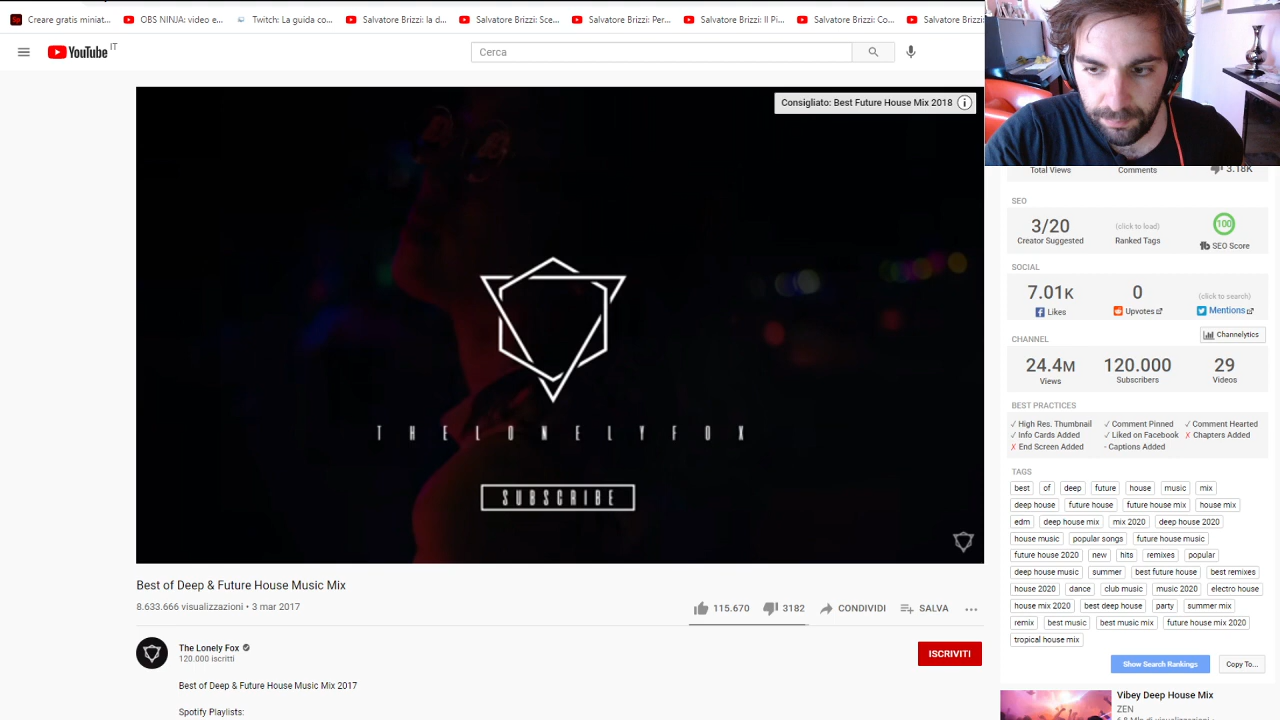 Creare gratis miniat...
OBS NINJA: video e...
Twitch: La guida co...
Salvatore Brizzi: la d...
Salvatore Brizzi: Sce...
Salvatore Brizzi: Per...
Salvatore Brizzi: Il Pi...
Salvatore Brizzi: Co...
Salvatore Brizzi:
YouTube IT
Cerca
Consigliato: Best Future House Mix 2018
THELONELYFOX
SUBSCRIBE
Best of Deep & Future House Music Mix
8.633.666 visualizzazioni • 3 mar 2017
115.670 3182 CONDIVIDI SALVA
The Lonely Fox
120.000 iscritti
ISCRIVITI
Best of Deep & Future House Music Mix 2017
Spotify Playlists:
Total Views Comments 3.18K
SEO
3/20 (click to load) 100
Creator Suggested Ranked Tags tb SEO Score
SOCIAL
7.01K 0 (click to search)
Likes Upvotes Mentions
CHANNEL Channelytics
24.4M 120.000 29
Views Subscribers Videos
BEST PRACTICES
✓ High Res. Thumbnail ✓ Comment Pinned ✓ Comment Hearted
✓ Info Cards Added ✓ Liked on Facebook ✗ Chapters Added
✗ End Screen Added - Captions Added
TAGS
best of deep future house music mix
deep house future house future house mix house mix
edm deep house mix mix 2020 deep house 2020
house music popular songs future house music
future house 2020 new hits remixes popular
deep house music summer best future house best remixes
house 2020 dance club music music 2020 electro house
house mix 2020 best deep house party summer mix
remix best music best music mix future house mix 2020
tropical house mix
Show Search Rankings Copy To...
Vibey Deep House Mix
ZEN